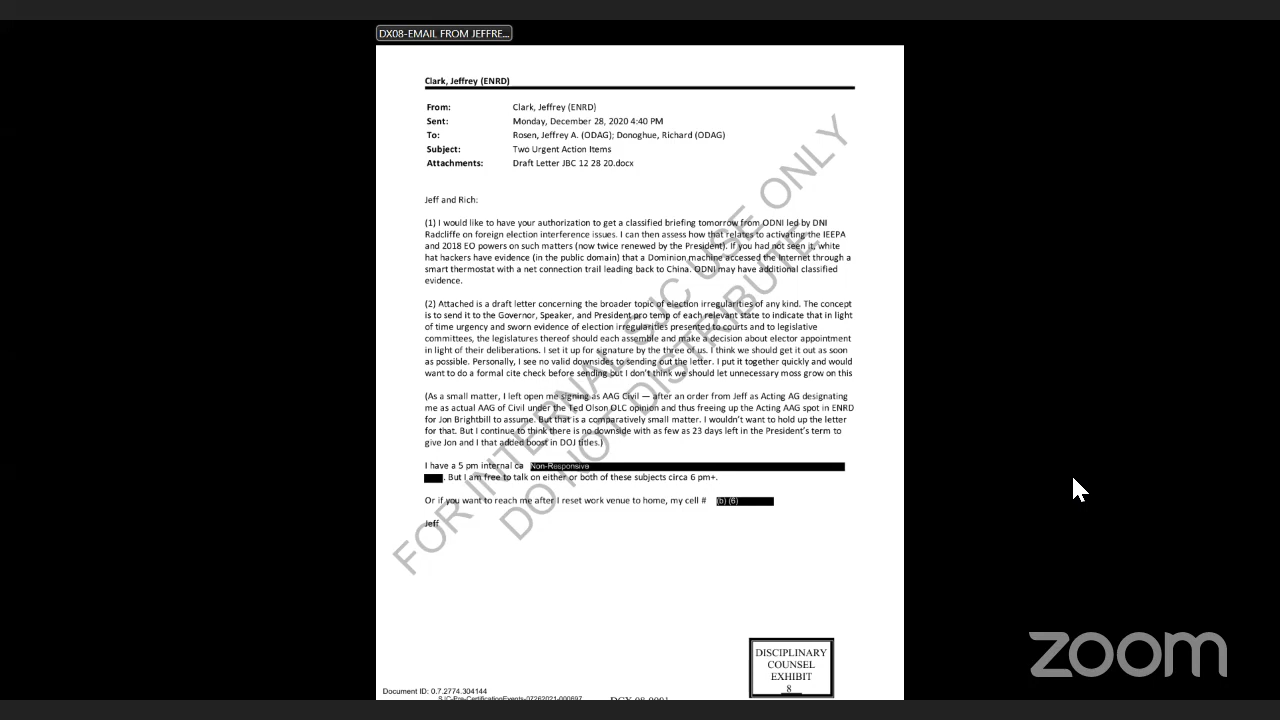 DX08-EMAIL FROM JEFFRE...
Clark, Jeffrey (ENRD)
From: Clark, Jeffrey (ENRD)
Sent: Monday, December 28, 2020 4:40 PM
To: Rosen, Jeffrey A. (ODAG); Donoghue, Richard (ODAG)
Subject: Two Urgent Action Items
Attachments: Draft Letter JBC 12 28 20.docx
Jeff and Rich:
(1) I would like to have your authorization to get a classified briefing tomorrow from ODNI led by DNI
Radcliffe on foreign election interference issues. I can then assess how that relates to activating the IEEPA
and 2018 EO powers on such matters (now twice renewed by the President). If you had not seen it, white
hat hackers have evidence (in the public domain) that a Dominion machine accessed the Internet through a
smart thermostat with a net connection trail leading back to China. ODNI may have additional classified
evidence.
(2) Attached is a draft letter concerning the broader topic of election irregularities of any kind. The concept
is to send it to the Governor, Speaker, and President pro temp of each relevant state to indicate that in light
of time urgency and sworn evidence of election irregularities presented to courts and to legislative
committees, the legislatures thereof should each assemble and make a decision about elector appointment
in light of their deliberations. I set it up for signature by the three of us. I think we should get it out as soon
as possible. Personally, I see no valid downsides to sending out the letter. I put it together quickly and would
want to do a formal cite check before sending but I don't think we should let unnecessary moss grow on this
(As a small matter, I left open me signing as AAG Civil — after an order from Jeff as Acting AG designating
me as actual AAG of Civil under the Ted Olson OLC opinion and thus freeing up the Acting AAG spot in ENRD
for Jon Brightbill to assume. But that is a comparatively small matter. I wouldn't want to hold up the letter
for that. But I continue to think there is no downside with as few as 23 days left in the President's term to
give Jon and I that added boost in DOJ titles.)
I have a 5 pm internal ca Non-Responsive
. But I am free to talk on either or both of these subjects circa 6 pm+.
Or if you want to reach me after I reset work venue to home, my cell # (b) (6)
Jeff
FOR INTERNAL SJC USE ONLY
DO NOT DISTRIBUTE
DISCIPLINARY
COUNSEL
EXHIBIT
8
Document ID: 0.7.2774.304144
SJC-Pre-CertificationEvents-07262021-000697
zoom